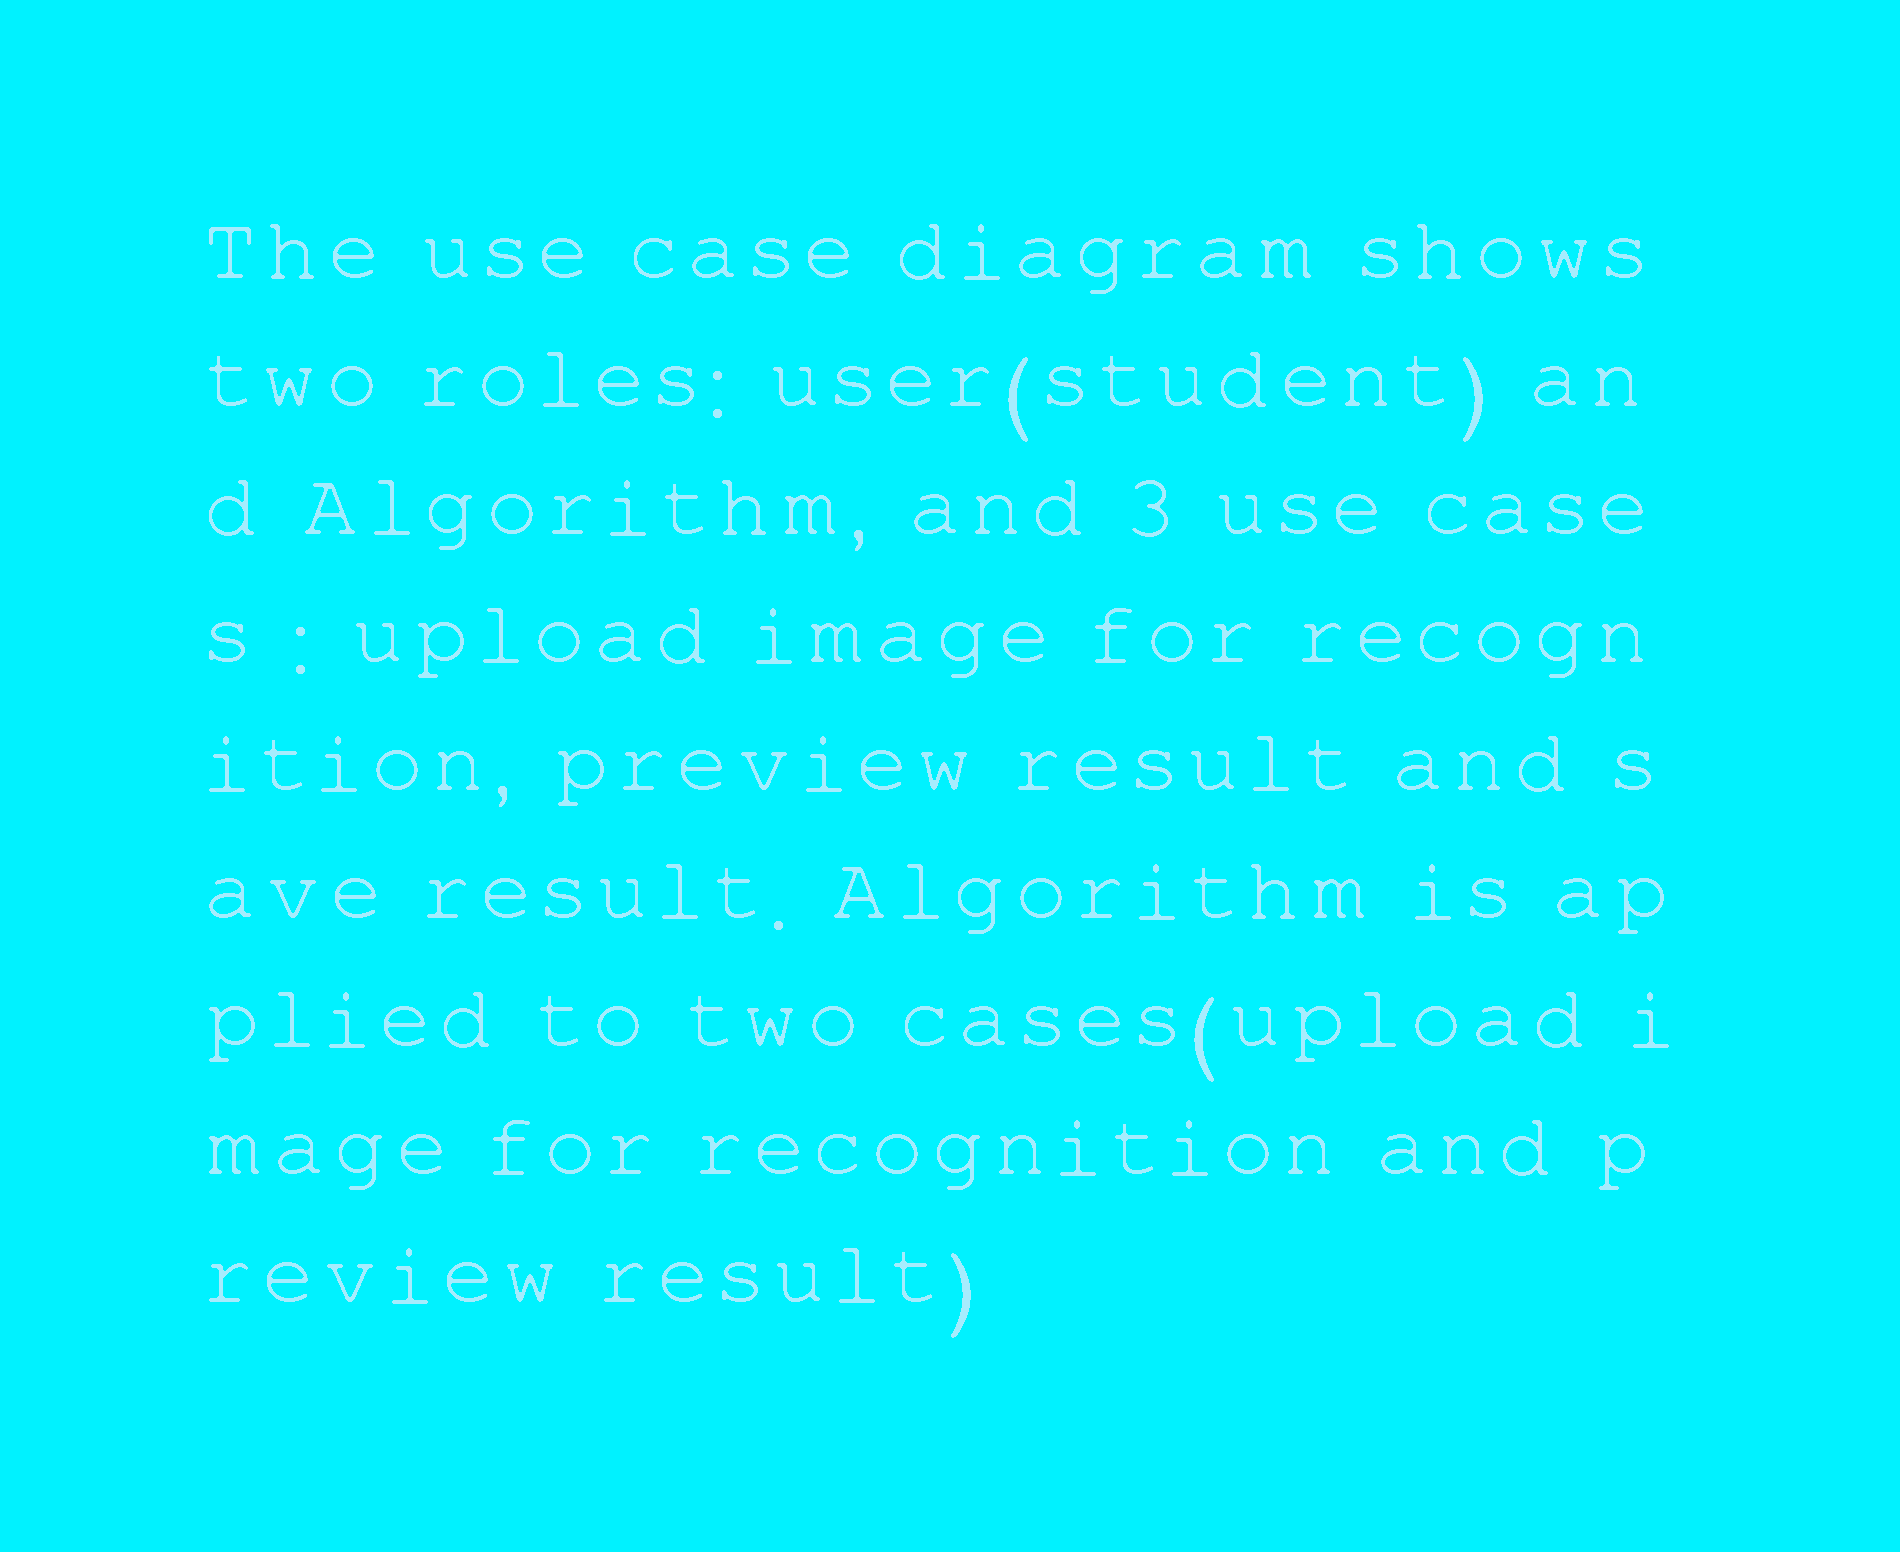 The use case diagram shows
two roles: user(student) an
d Algorithm, and 3 use case
s : upload image for recogn
ition, preview result and s
ave result. Algorithm is ap
plied to two cases(upload i
mage for recognition and p
review result)